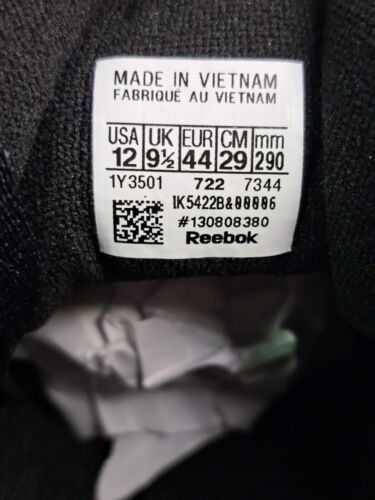 MADE IN VIETNAM
FABRIQUÉ AU VIETNAM
USA UK EUR CM mm
12 9½ 44 29 290
1Y3501 722 7344
IK5422B&00006
#130808380
Reebok